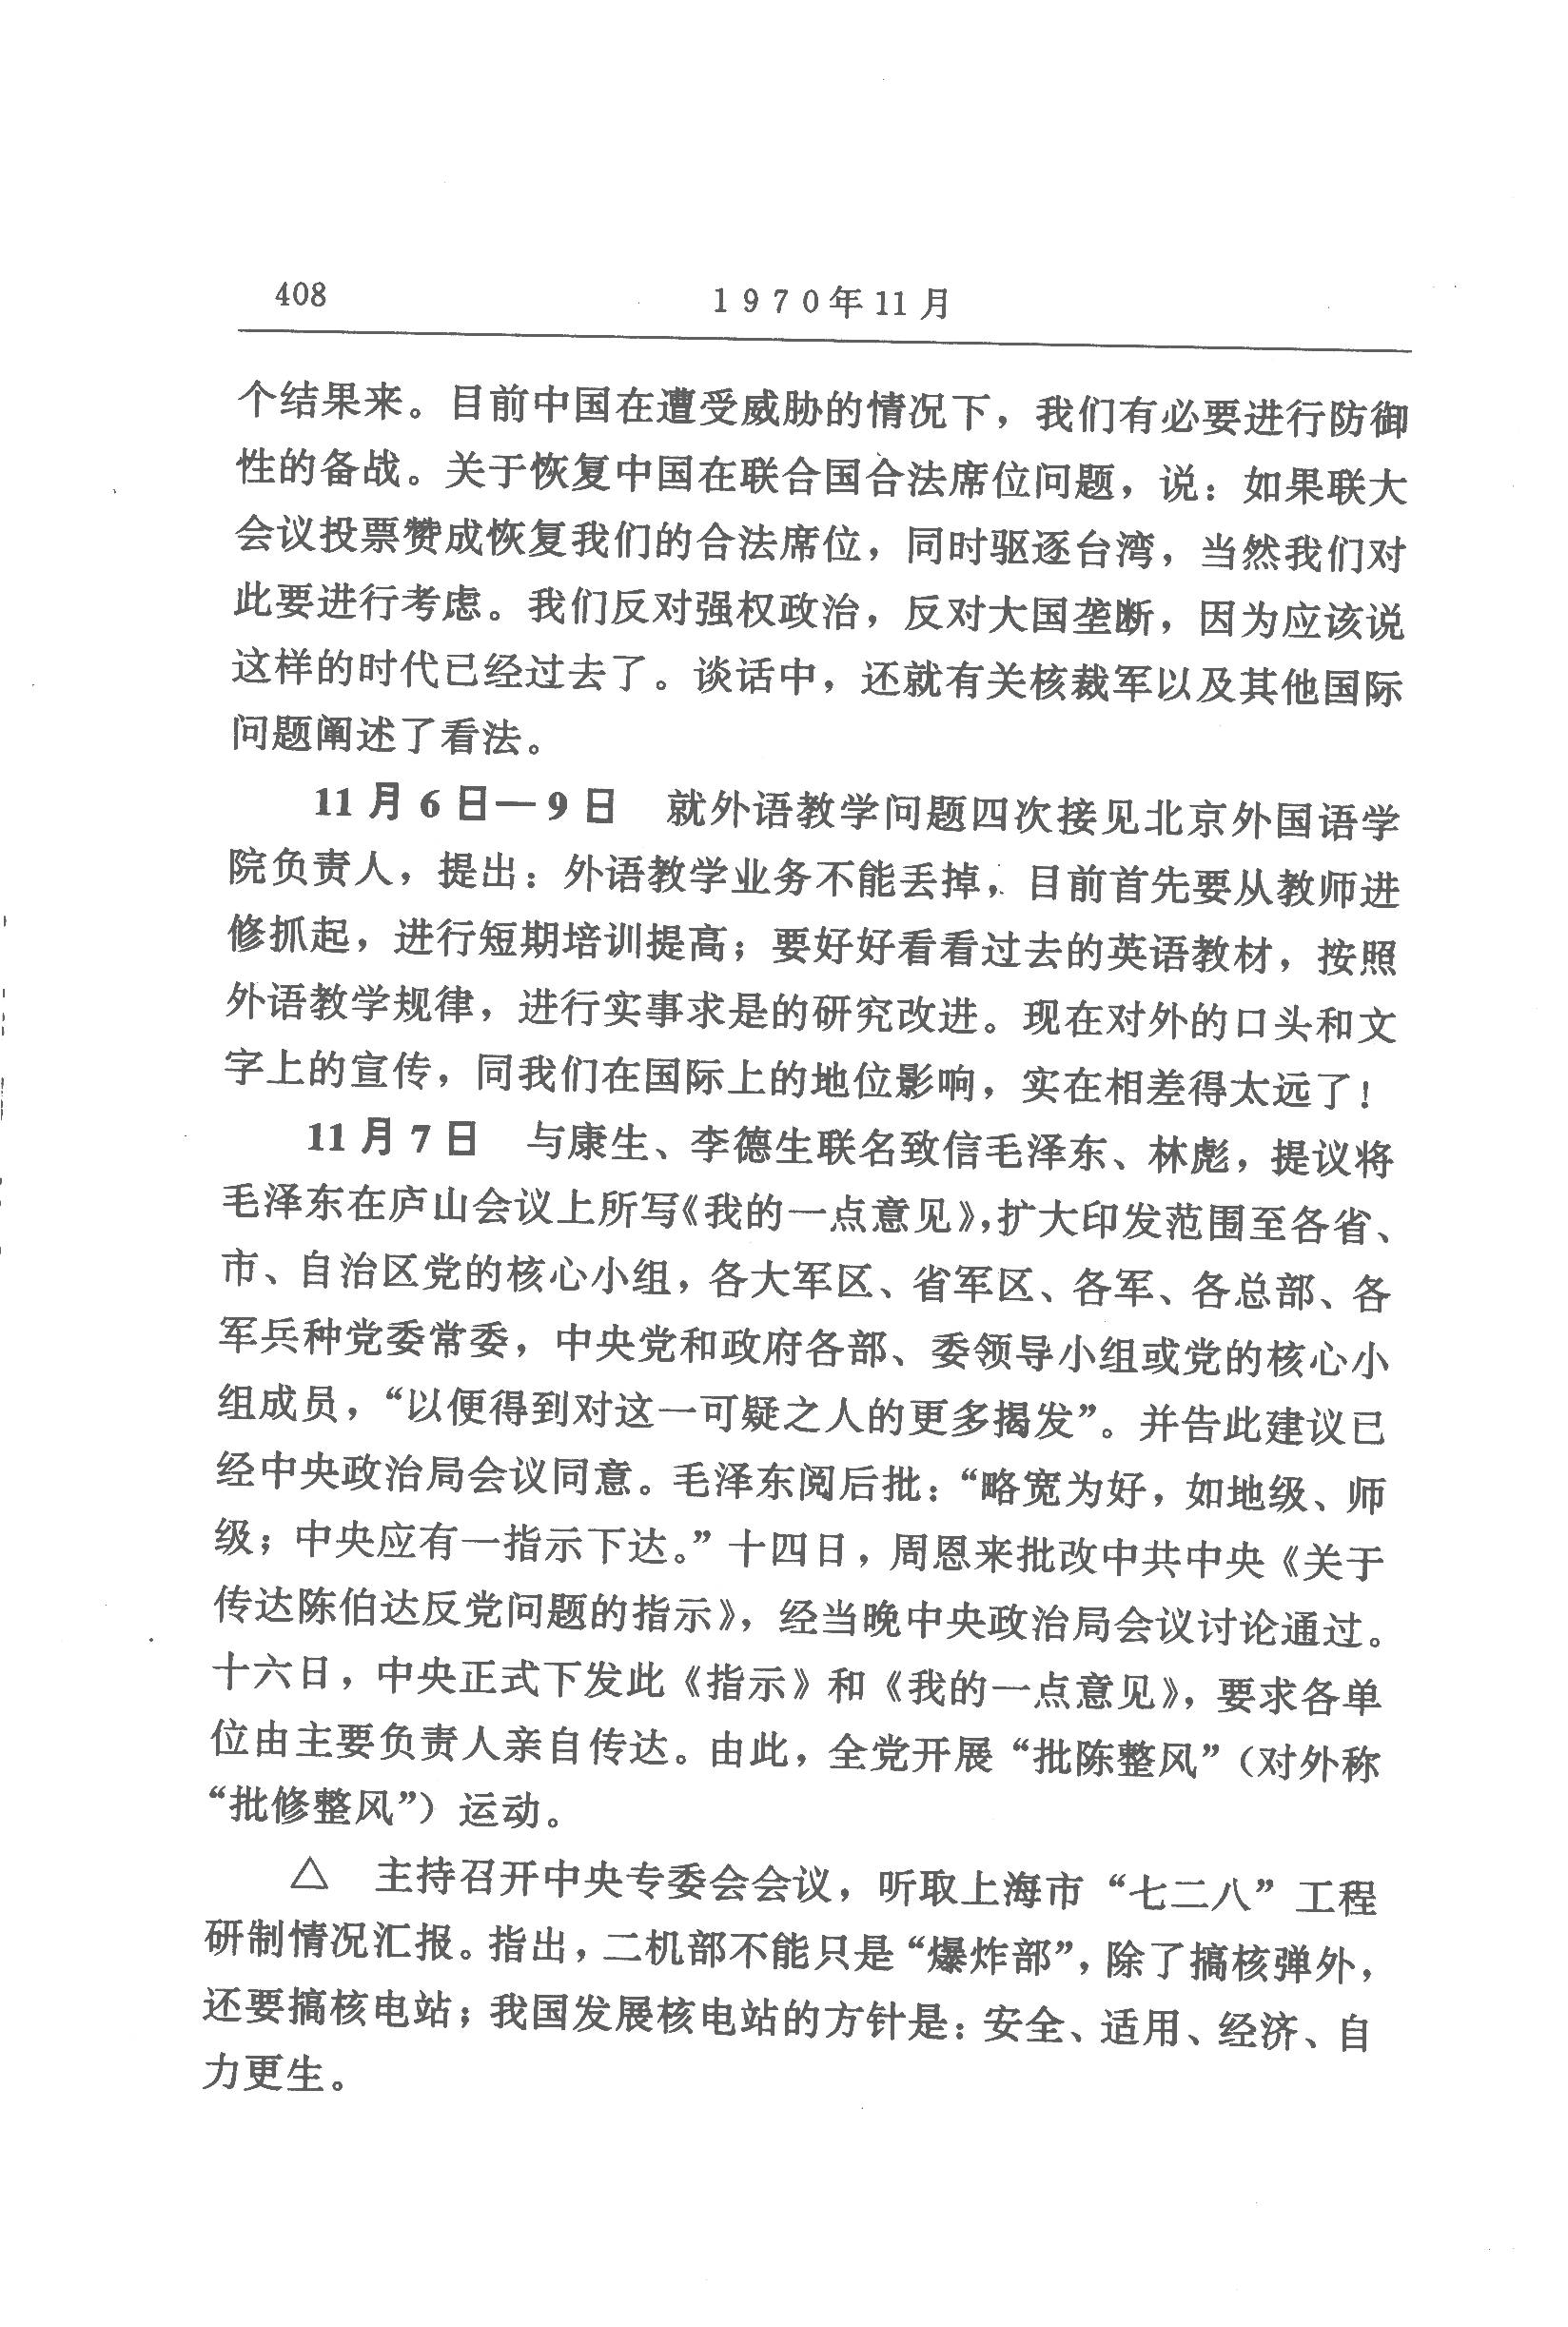 408
1970年11月
个结果来。目前中国在遭受威胁的情况下，我们有必要进行防御
性的备战。关于恢复中国在联合国合法席位问题，说：如果联大
会议投票赞成恢复我们的合法席位，同时驱逐台湾，当然我们对
此要进行考虑。我们反对强权政治，反对大国垄断，因为应该说
这样的时代已经过去了。谈话中，还就有关核裁军以及其他国际
问题阐述了看法。
11月6日—9日　就外语教学问题四次接见北京外国语学
院负责人，提出：外语教学业务不能丢掉，目前首先要从教师进
修抓起，进行短期培训提高；要好好看看过去的英语教材，按照
外语教学规律，进行实事求是的研究改进。现在对外的口头和文
字上的宣传，同我们在国际上的地位影响，实在相差得太远了！
11月7日　与康生、李德生联名致信毛泽东、林彪，提议将
毛泽东在庐山会议上所写《我的一点意见》，扩大印发范围至各省、
市、自治区党的核心小组，各大军区、省军区、各军、各总部、各
军兵种党委常委，中央党和政府各部、委领导小组或党的核心小
组成员，“以便得到对这一可疑之人的更多揭发”。并告此建议已
经中央政治局会议同意。毛泽东阅后批：“略宽为好，如地级、师
级；中央应有一指示下达。”十四日，周恩来批改中共中央《关于
传达陈伯达反党问题的指示》，经当晚中央政治局会议讨论通过。
十六日，中央正式下发此《指示》和《我的一点意见》，要求各单
位由主要负责人亲自传达。由此，全党开展“批陈整风”（对外称
“批修整风”）运动。
△　主持召开中央专委会会议，听取上海市“七二八”工程
研制情况汇报。指出，二机部不能只是“爆炸部”，除了搞核弹外，
还要搞核电站；我国发展核电站的方针是：安全、适用、经济、自
力更生。